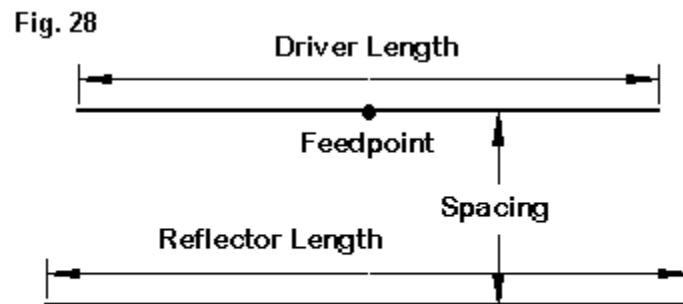 Fig. 28
Driver Length
Feedpoint
Spacing
Reflector Length